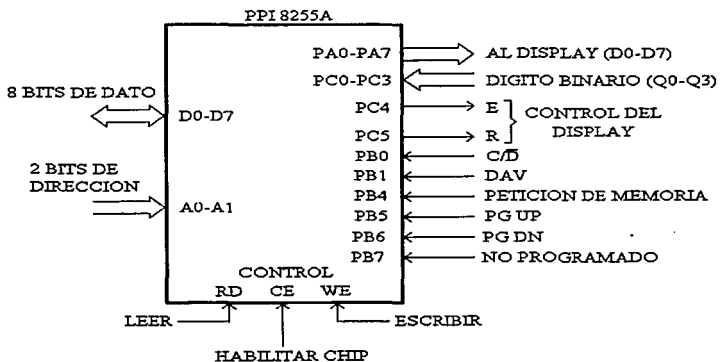 PPI 8255A
PA0-PA7 AL DISPLAY (D0-D7)
PC0-PC3 DIGITO BINARIO (Q0-Q3)
8 BITS DE DATO
D0-D7
PC4 E
PC5 R
CONTROL DEL
DISPLAY
PB0 C/D̅
PB1 DAV
2 BITS DE
DIRECCION
A0-A1
PB4 PETICION DE MEMORIA
PB5 PG UP
PB6 PG DN
PB7 NO PROGRAMADO
CONTROL
RD CE WE
LEER
ESCRIBIR
HABILITAR CHIP